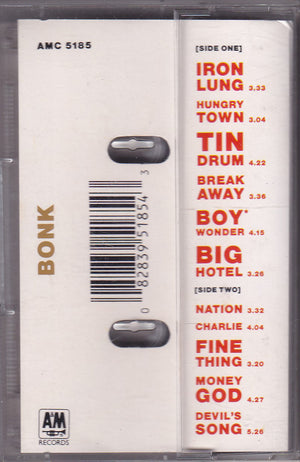 AMC 5185
BONK
3
0 82839 51854
A&M
RECORDS
[SIDE ONE]
IRON
LUNG 3.33
HUNGRY
TOWN 3.04
TIN
DRUM 4.22
BREAK
AWAY 3.36
BOY*
WONDER 4.15
BIG
HOTEL 3.26
[SIDE TWO]
NATION 3.32
CHARLIE 4.04
FINE
THING 3.20
MONEY
GOD 4.27
DEVIL'S
SONG 5.26